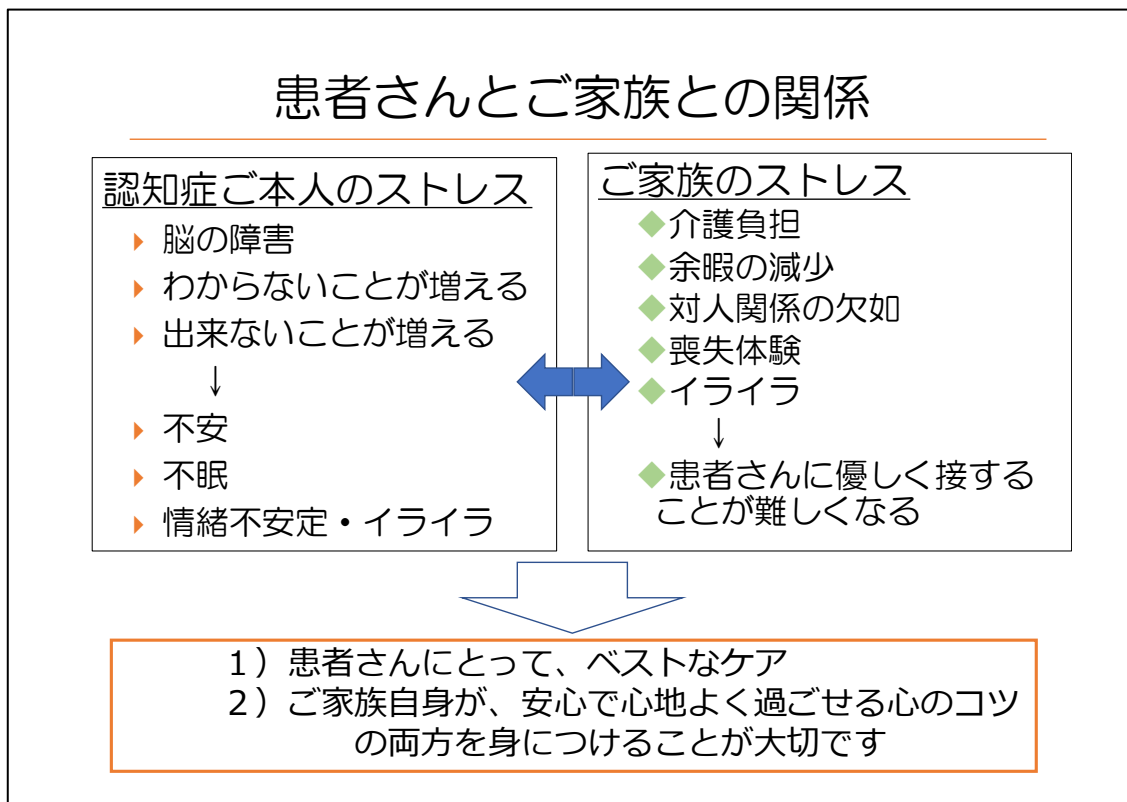 患者さんとご家族との関係
認知症ご本人のストレス
脳の障害
わからないことが増える
出来ないことが増える
↓
不安
不眠
情緒不安定・イライラ
ご家族のストレス
◆介護負担
◆余暇の減少
◆対人関係の欠如
◆喪失体験
◆イライラ
↓
◆患者さんに優しく接する
ことが難しくなる
1）患者さんにとって、ベストなケア
2）ご家族自身が、安心で心地よく過ごせる心のコツ
の両方を身につけることが大切です